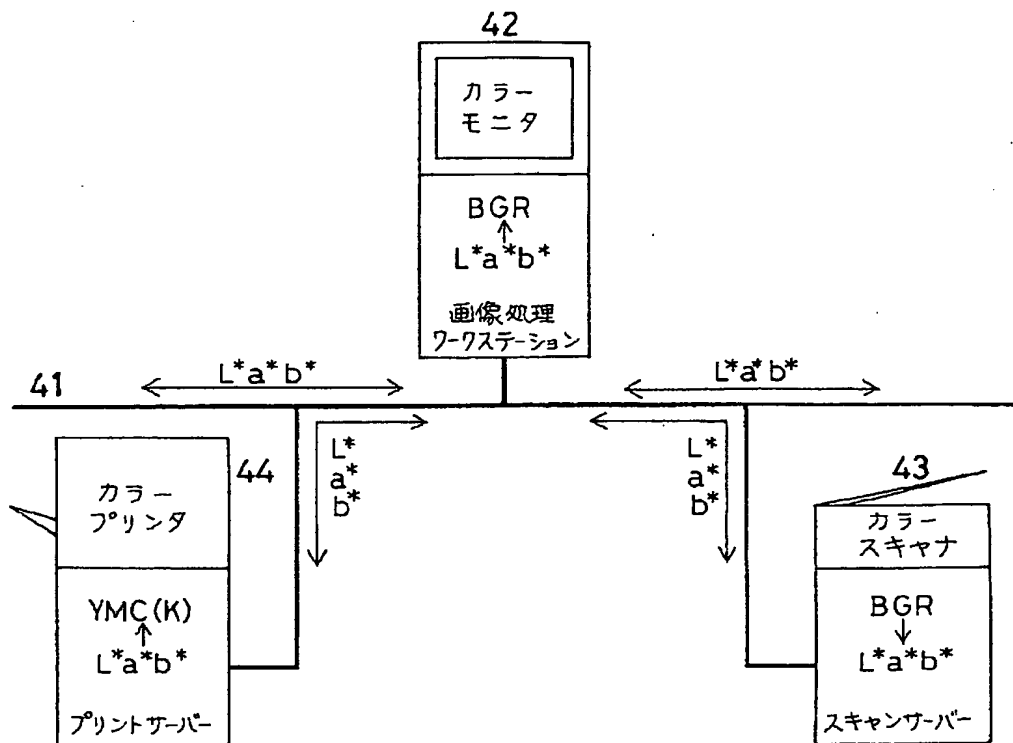 42
カラー
モニタ
BGR
↑
L*a*b*
画像処理
ワークステーション
L*a*b*
L*a*b*
41
L*
a*
b*
L*
a*
b*
44
カラー
プリンタ
YMC(K)
↑
L*a*b*
プリントサーバー
43
カラー
スキャナ
BGR
↓
L*a*b*
スキャンサーバー